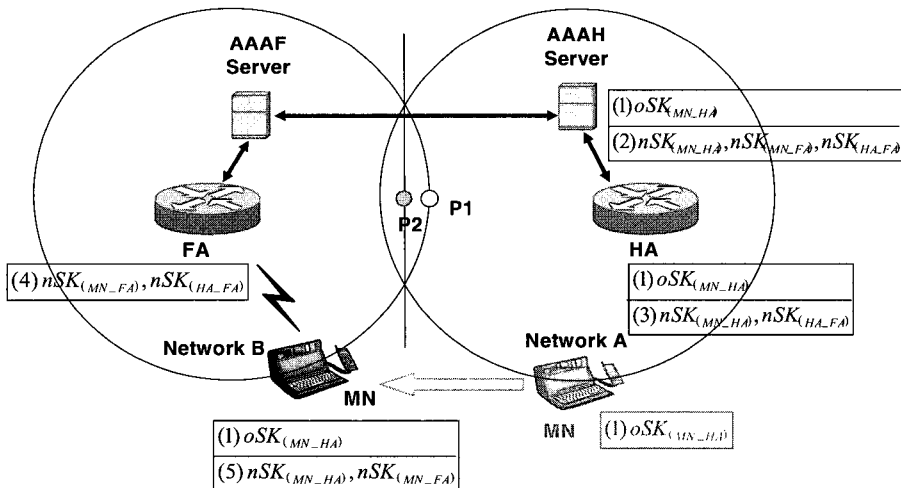 AAAF
Server
AAAH
Server
(1) oSK(MN_HA)
(2) nSK(MN_HA), nSK(MN_FA), nSK(HA_FA)
P2
P1
FA
HA
(4) nSK(MN_FA), nSK(HA_FA)
(1) oSK(MN_HA)
(3) nSK(MN_HA), nSK(HA_FA)
Network B
Network A
MN
MN
(1) oSK(MN_HA)
(1) oSK(MN_HA)
(5) nSK(MN_HA), nSK(MN_FA)